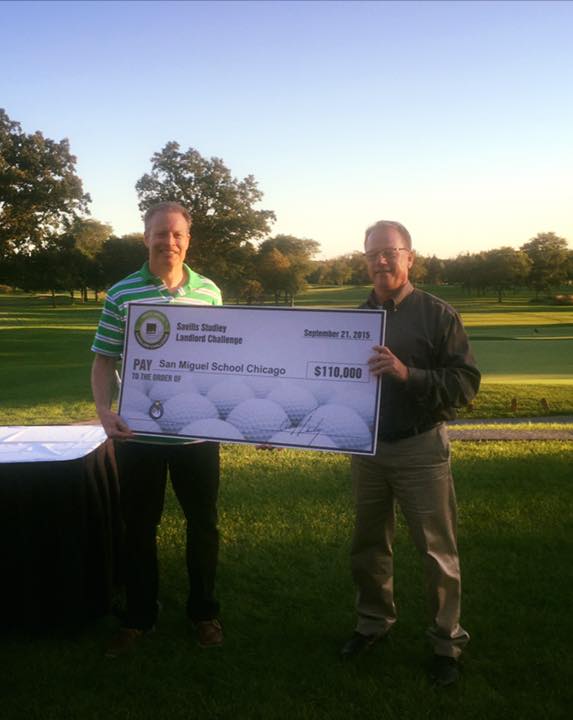 Savills Studley
Landlord Challenge
September 21, 2015
PAY San Miguel School Chicago $110,000
TO THE ORDER OF